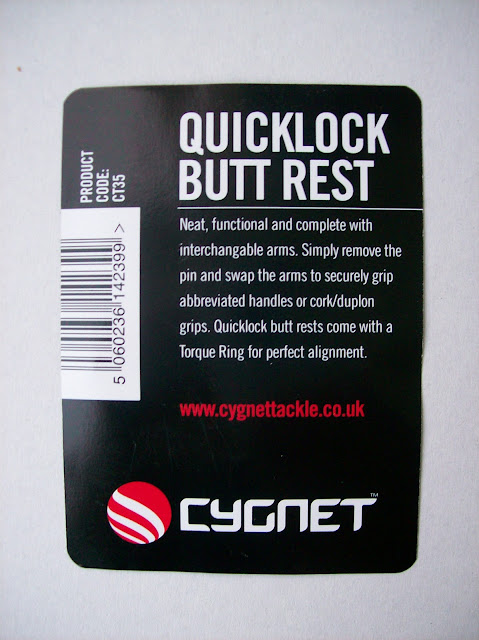 QUICKLOCK
BUTT REST
PRODUCT
CODE:
CT35
Neat, functional and complete with
interchangable arms. Simply remove the
pin and swap the arms to securely grip
abbreviated handles or cork/duplon
grips. Quicklock butt rests come with a
Torque Ring for perfect alignment.
5 060236 142399 >
www.cygnettackle.co.uk
CYGNET™